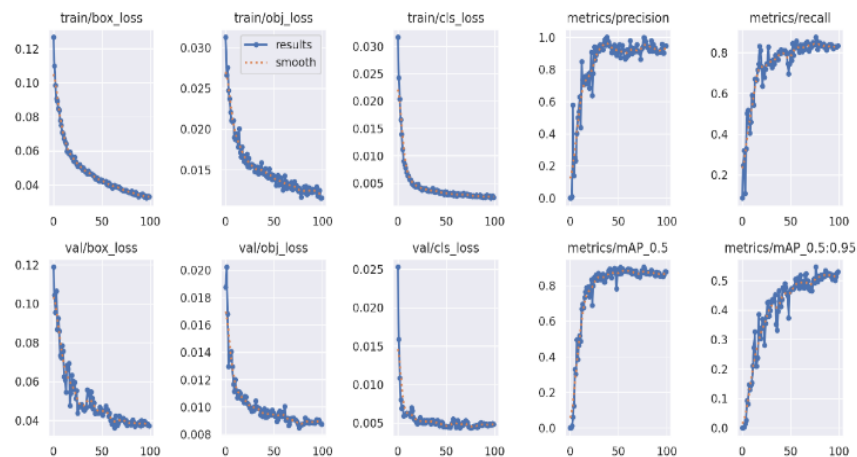 train/box_loss
train/obj_loss
train/cls_loss
metrics/precision
metrics/recall
0.12
0.10
0.08
0.06
0.04
0 50 100
0.030
0.025
0.020
0.015
0 50 100
results
smooth
0.030
0.025
0.020
0.015
0.010
0.005
0 50 100
1.0
0.8
0.6
0.4
0.2
0.0
0 50 100
0.8
0.6
0.4
0.2
0 50 100
val/box_loss
val/obj_loss
val/cls_loss
metrics/mAP_0.5
metrics/mAP_0.5:0.95
0.12
0.10
0.08
0.06
0.04
0 50 100
0.020
0.018
0.016
0.014
0.012
0.010
0.008
0 50 100
0.025
0.020
0.015
0.010
0.005
0 50 100
0.8
0.6
0.4
0.2
0.0
0 50 100
0.5
0.4
0.3
0.2
0.1
0.0
0 50 100